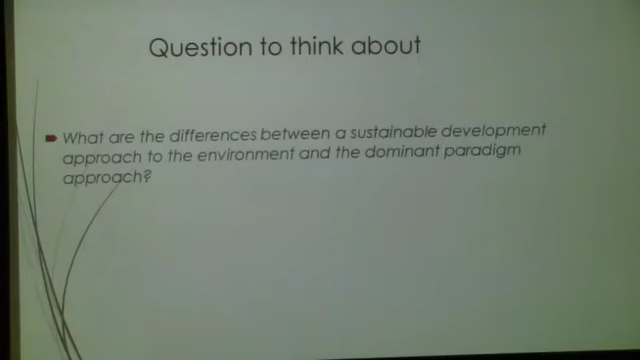 Question to think about
What are the differences between a sustainable development
approach to the environment and the dominant paradigm
approach?